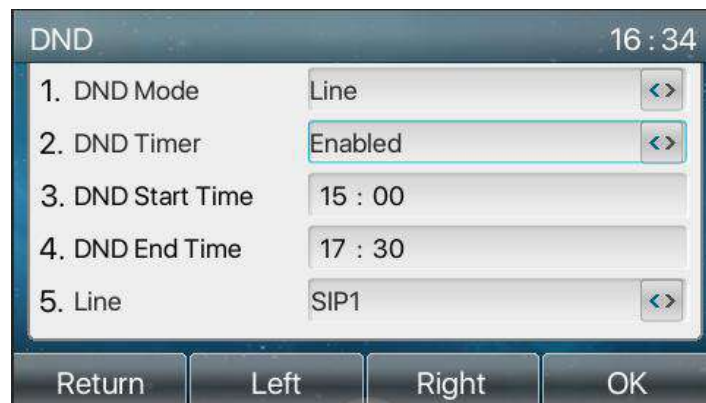 DND 16 : 34
1. DND Mode Line
2. DND Timer Enabled
3. DND Start Time 15 : 00
4. DND End Time 17 : 30
5. Line SIP1
Return Left Right OK